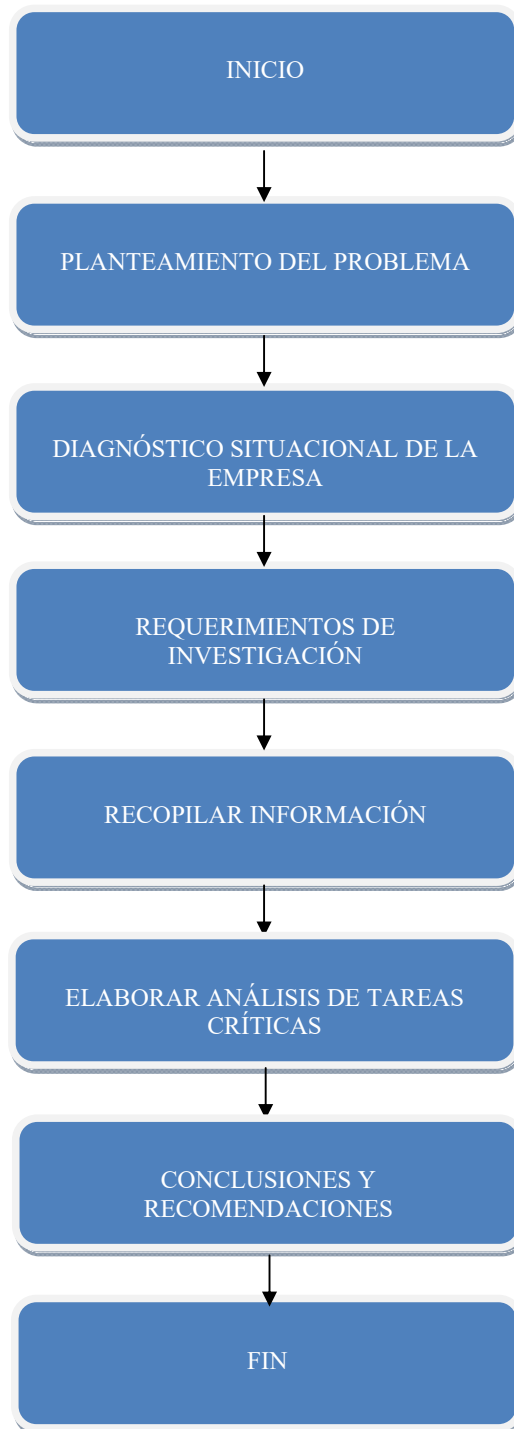 INICIO
PLANTEAMIENTO DEL PROBLEMA
DIAGNÓSTICO SITUACIONAL DE LA
EMPRESA
REQUERIMIENTOS DE
INVESTIGACIÓN
RECOPILAR INFORMACIÓN
ELABORAR ANÁLISIS DE TAREAS
CRÍTICAS
CONCLUSIONES Y
RECOMENDACIONES
FIN